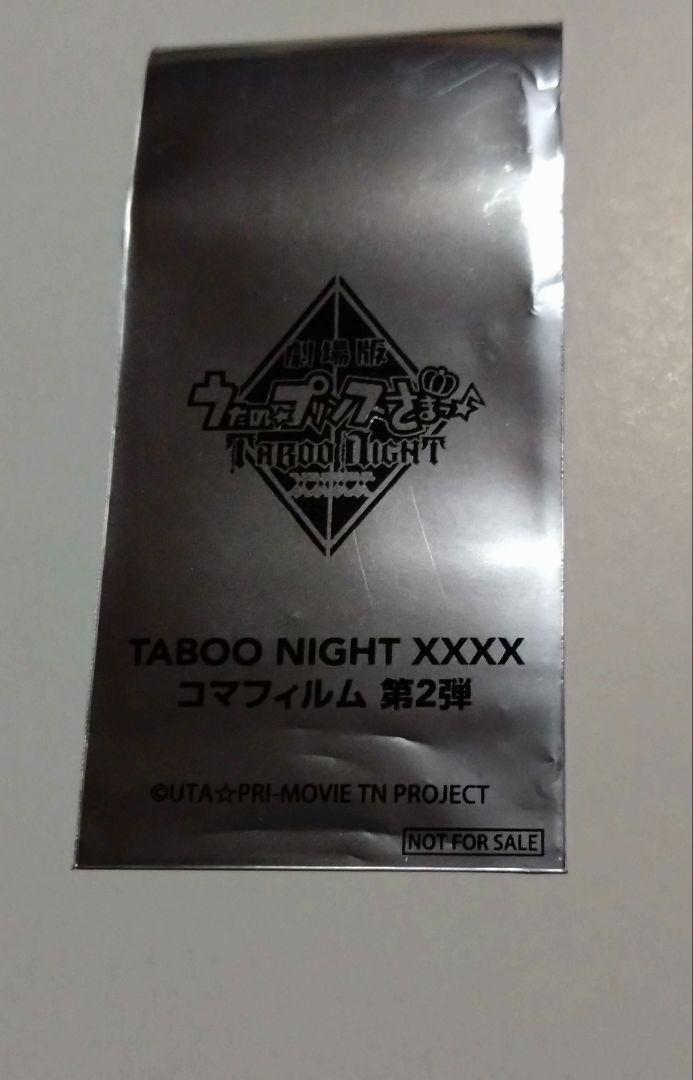 劇場版
うたの☆プリンスさまっ♪
TABOO NIGHT
XXXX
TABOO NIGHT XXXX
コマフィルム 第2弾
©UTA☆PRI-MOVIE TN PROJECT
NOT FOR SALE